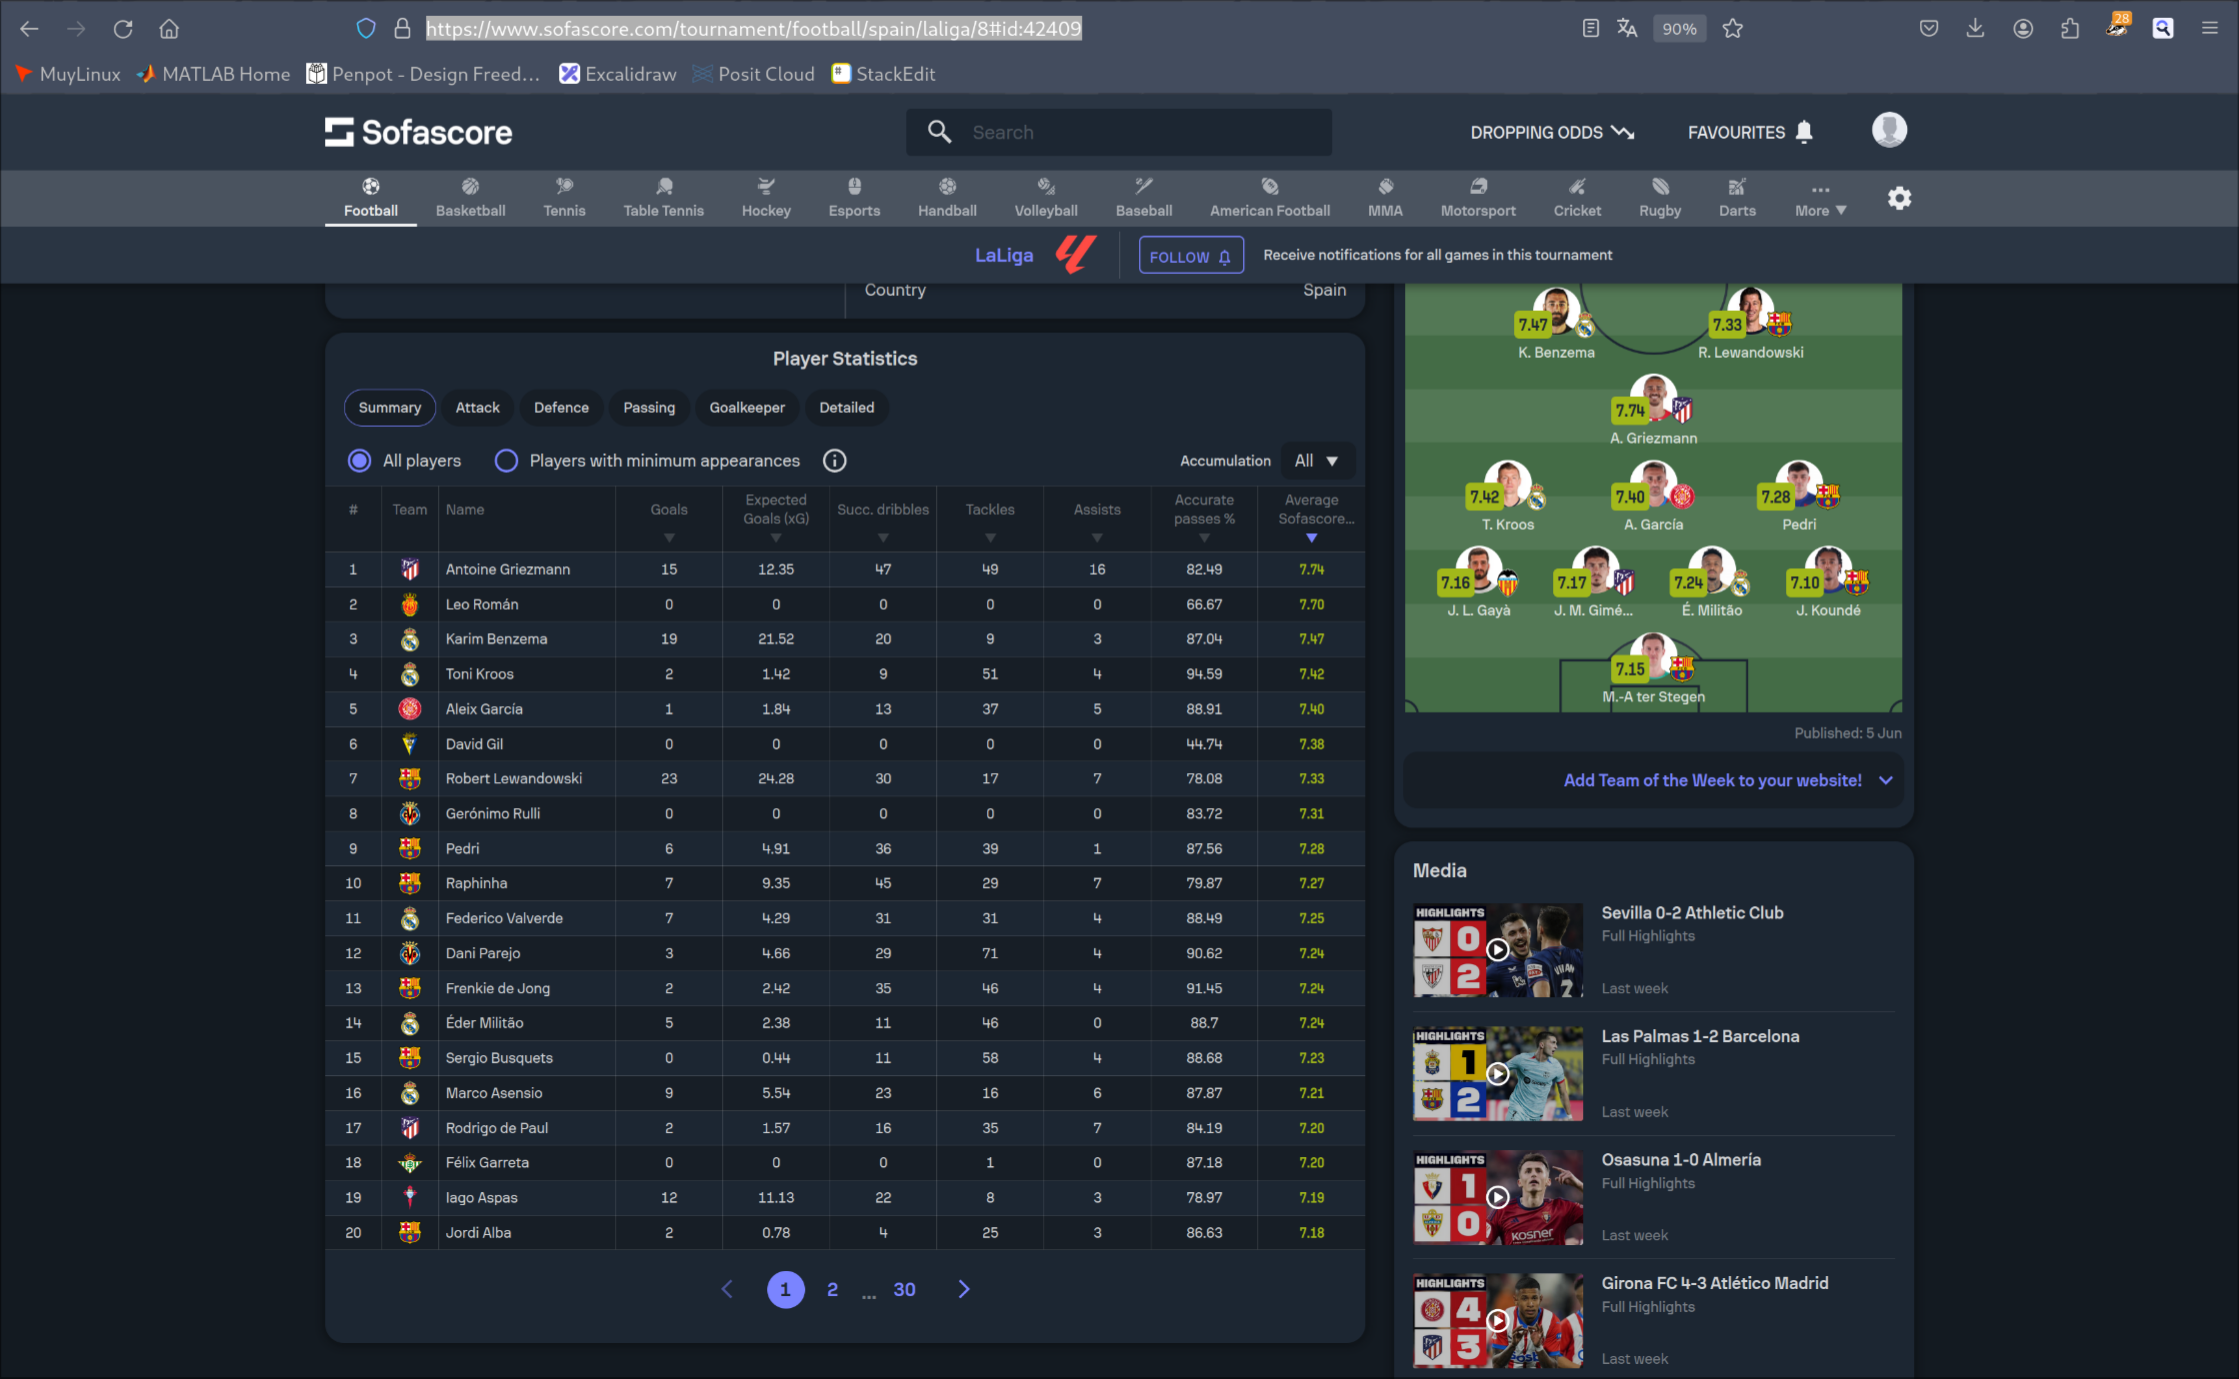 https://www.sofascore.com/tournament/football/spain/laliga/8#id:42409
90%
28
MuyLinux MATLAB Home Penpot - Design Freed... Excalidraw Posit Cloud StackEdit
Sofascore
Search
DROPPING ODDS FAVOURITES
Football Basketball Tennis Table Tennis Hockey Esports Handball Volleyball Baseball American Football MMA Motorsport Cricket Rugby Darts More
LaLiga FOLLOW Receive notifications for all games in this tournament
Country Spain
Player Statistics
Summary Attack Defence Passing Goalkeeper Detailed
All players Players with minimum appearances Accumulation All
# Team Name Goals Expected Goals (xG) Succ. dribbles Tackles Assists Accurate passes % Average Sofascore...
1 Antoine Griezmann 15 12.35 47 49 16 82.49 7.74
2 Leo Román 0 0 0 0 0 66.67 7.70
3 Karim Benzema 19 21.52 20 9 3 87.04 7.47
4 Toni Kroos 2 1.42 9 51 4 94.59 7.42
5 Aleix García 1 1.84 13 37 5 88.91 7.40
6 David Gil 0 0 0 0 0 44.74 7.38
7 Robert Lewandowski 23 24.28 30 17 7 78.08 7.33
8 Gerónimo Rulli 0 0 0 0 0 83.72 7.31
9 Pedri 6 4.91 36 39 1 87.56 7.28
10 Raphinha 7 9.35 45 29 7 79.87 7.27
11 Federico Valverde 7 4.29 31 31 4 88.49 7.25
12 Dani Parejo 3 4.66 29 71 4 90.62 7.24
13 Frenkie de Jong 2 2.42 35 46 4 91.45 7.24
14 Éder Militão 5 2.38 11 46 0 88.7 7.24
15 Sergio Busquets 0 0.44 11 58 4 88.68 7.23
16 Marco Asensio 9 5.54 23 16 6 87.87 7.21
17 Rodrigo de Paul 2 1.57 16 35 7 84.19 7.20
18 Félix Garreta 0 0 0 1 0 87.18 7.20
19 Iago Aspas 12 11.13 22 8 3 78.97 7.19
20 Jordi Alba 2 0.78 4 25 3 86.63 7.18
1 2 ... 30
7.47 7.33
K. Benzema R. Lewandowski
7.74
A. Griezmann
7.42 7.40 7.28
T. Kroos A. García Pedri
7.16 7.17 7.24 7.10
J. L. Gayà J. M. Gimé... É. Militão J. Koundé
7.15
M.-A ter Stegen
Published: 5 Jun
Add Team of the Week to your website!
Media
HIGHLIGHTS
0
2
Sevilla 0-2 Athletic Club
Full Highlights
Last week
HIGHLIGHTS
1
2
Las Palmas 1-2 Barcelona
Full Highlights
Last week
HIGHLIGHTS
1
0
KOSNER
Osasuna 1-0 Almería
Full Highlights
Last week
HIGHLIGHTS
4
3
Girona FC 4-3 Atlético Madrid
Full Highlights
Last week